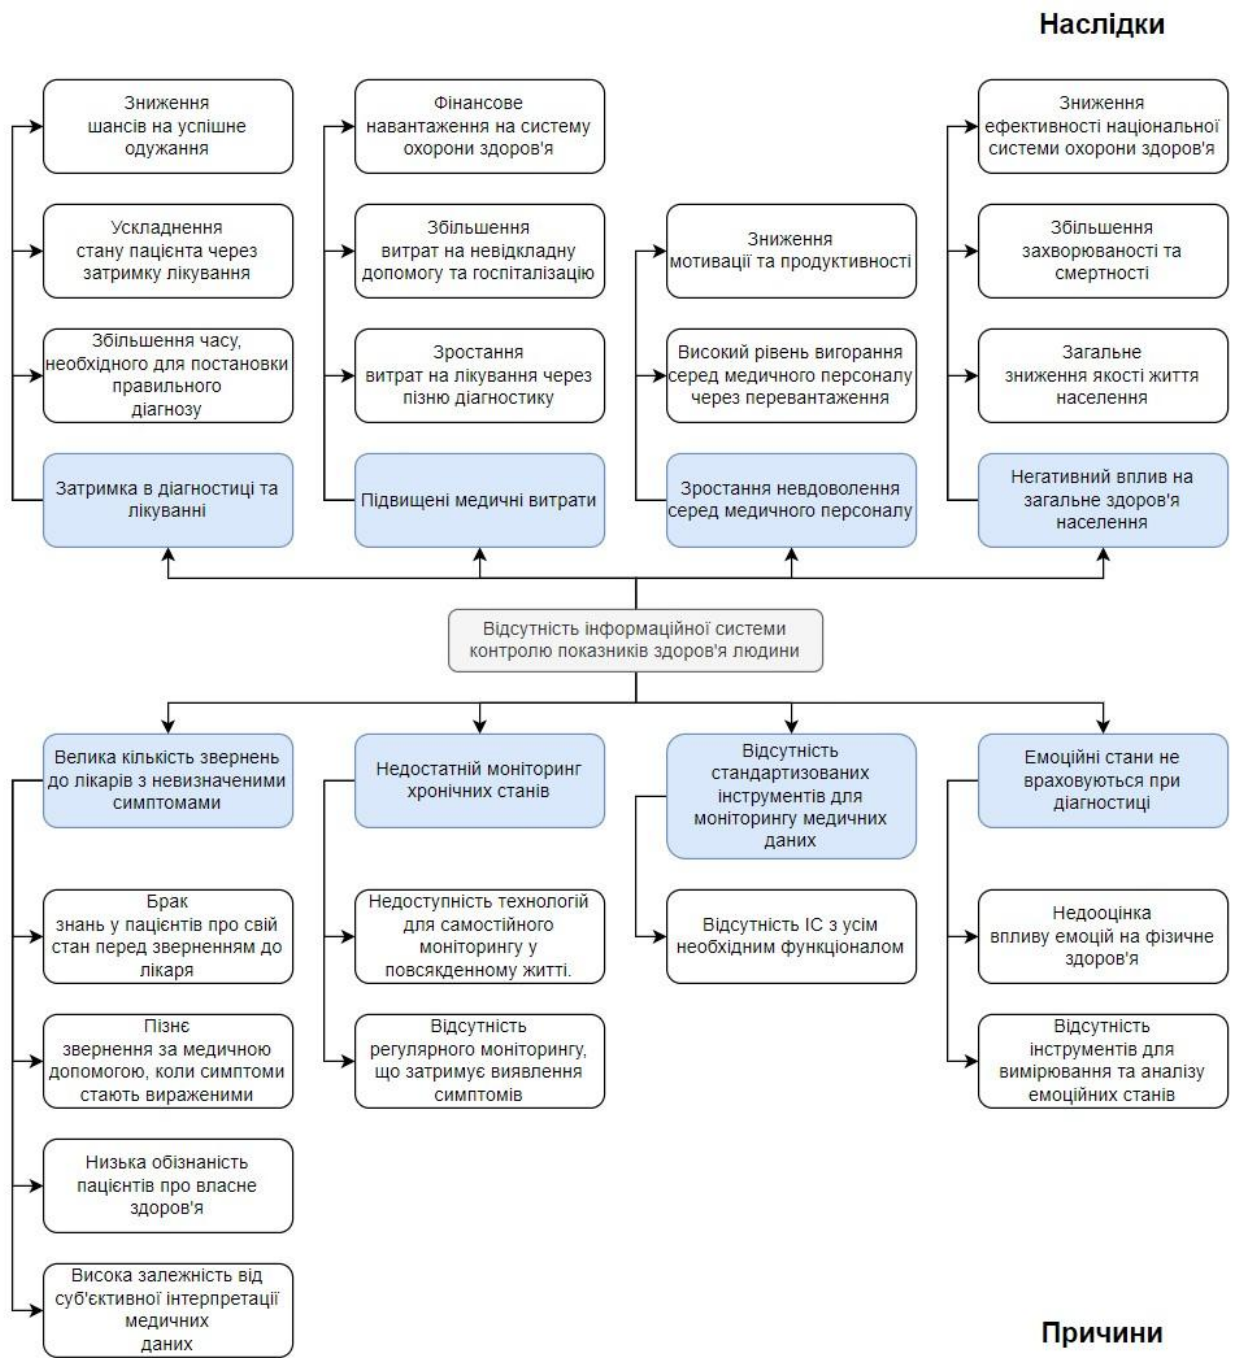 Наслідки
Зниження
шансів на успішне
одужання
Фінасове
навантаження на систему
охорони здоров'я
Зниження
ефективності національної
системи охорони здоров'я
Ускладнення
стану пацієнта через
затримку лікування
Збільшення
витрат на невідкладну
допомогу та госпіталізацію
Зниження
мотивації та продуктивності
Збільшення
захворюваності та
смертності
Збільшення часу,
необхідного для постановки
правильного
діагнозу
Зростання
витрат на лікування через
пізню діагностику
Високий рівень вигорання
серед медичного персоналу
через перевантаження
Загальне
зниження якості життя
населення
Затримка в діагностиці та
лікуванні
Підвищені медичні витрати
Зростання невдоволення
серед медичного персоналу
Негативний вплив на
загальне здоров'я
населення
Відсутність інформаційної системи
контролю показників здоров'я людини
Велика кількість звернень
до лікарів з невизначеними
симптомами
Недостатній моніторинг
хронічних станів
Відсутність
стандартизованих
інструментів для
моніторингу медичних
даних
Емоційні стани не
враховуються при
діагностиці
Брак
знань у пацієнтів про свій
стан перед зверненням до
лікаря
Недоступність технологій
для самостійного
моніторингу у
повсякденному житті.
Відсутність ІС з усім
необхідним функціоналом
Недооцінка
впливу емоцій на фізичне
здоров'я
Пізнє
звернення за медичною
допомогою, коли симптоми
стають вираженими
Відсутність
регулярного моніторингу,
що затримує виявлення
симптомів
Відсутність
інструментів для
вимірювання та аналізу
емоційних станів
Низька обізнаність
пацієнтів про власне
здоров'я
Висока залежність від
суб'єктивної інтерпретації
медичних
даних
Причини